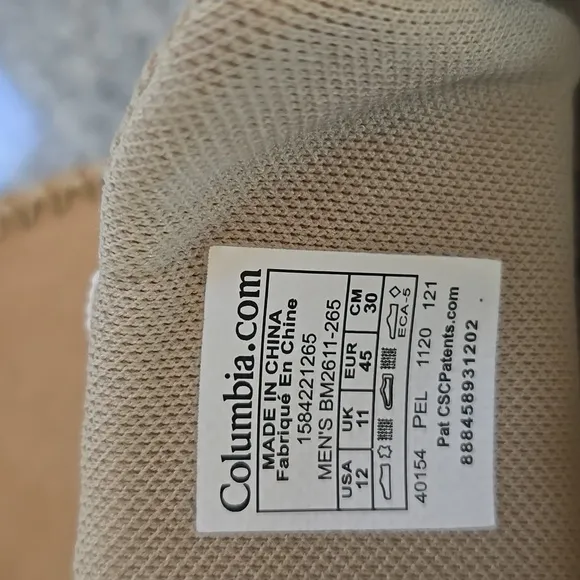 Columbia.com
MADE IN CHINA
Fabriqué En Chine
1584221265
MEN'S BM2611-265
USA UK EUR CM
12 11 45 30
ECA-5
40154 PEL 1120 121
Pat CSCPatents.com
888458931202